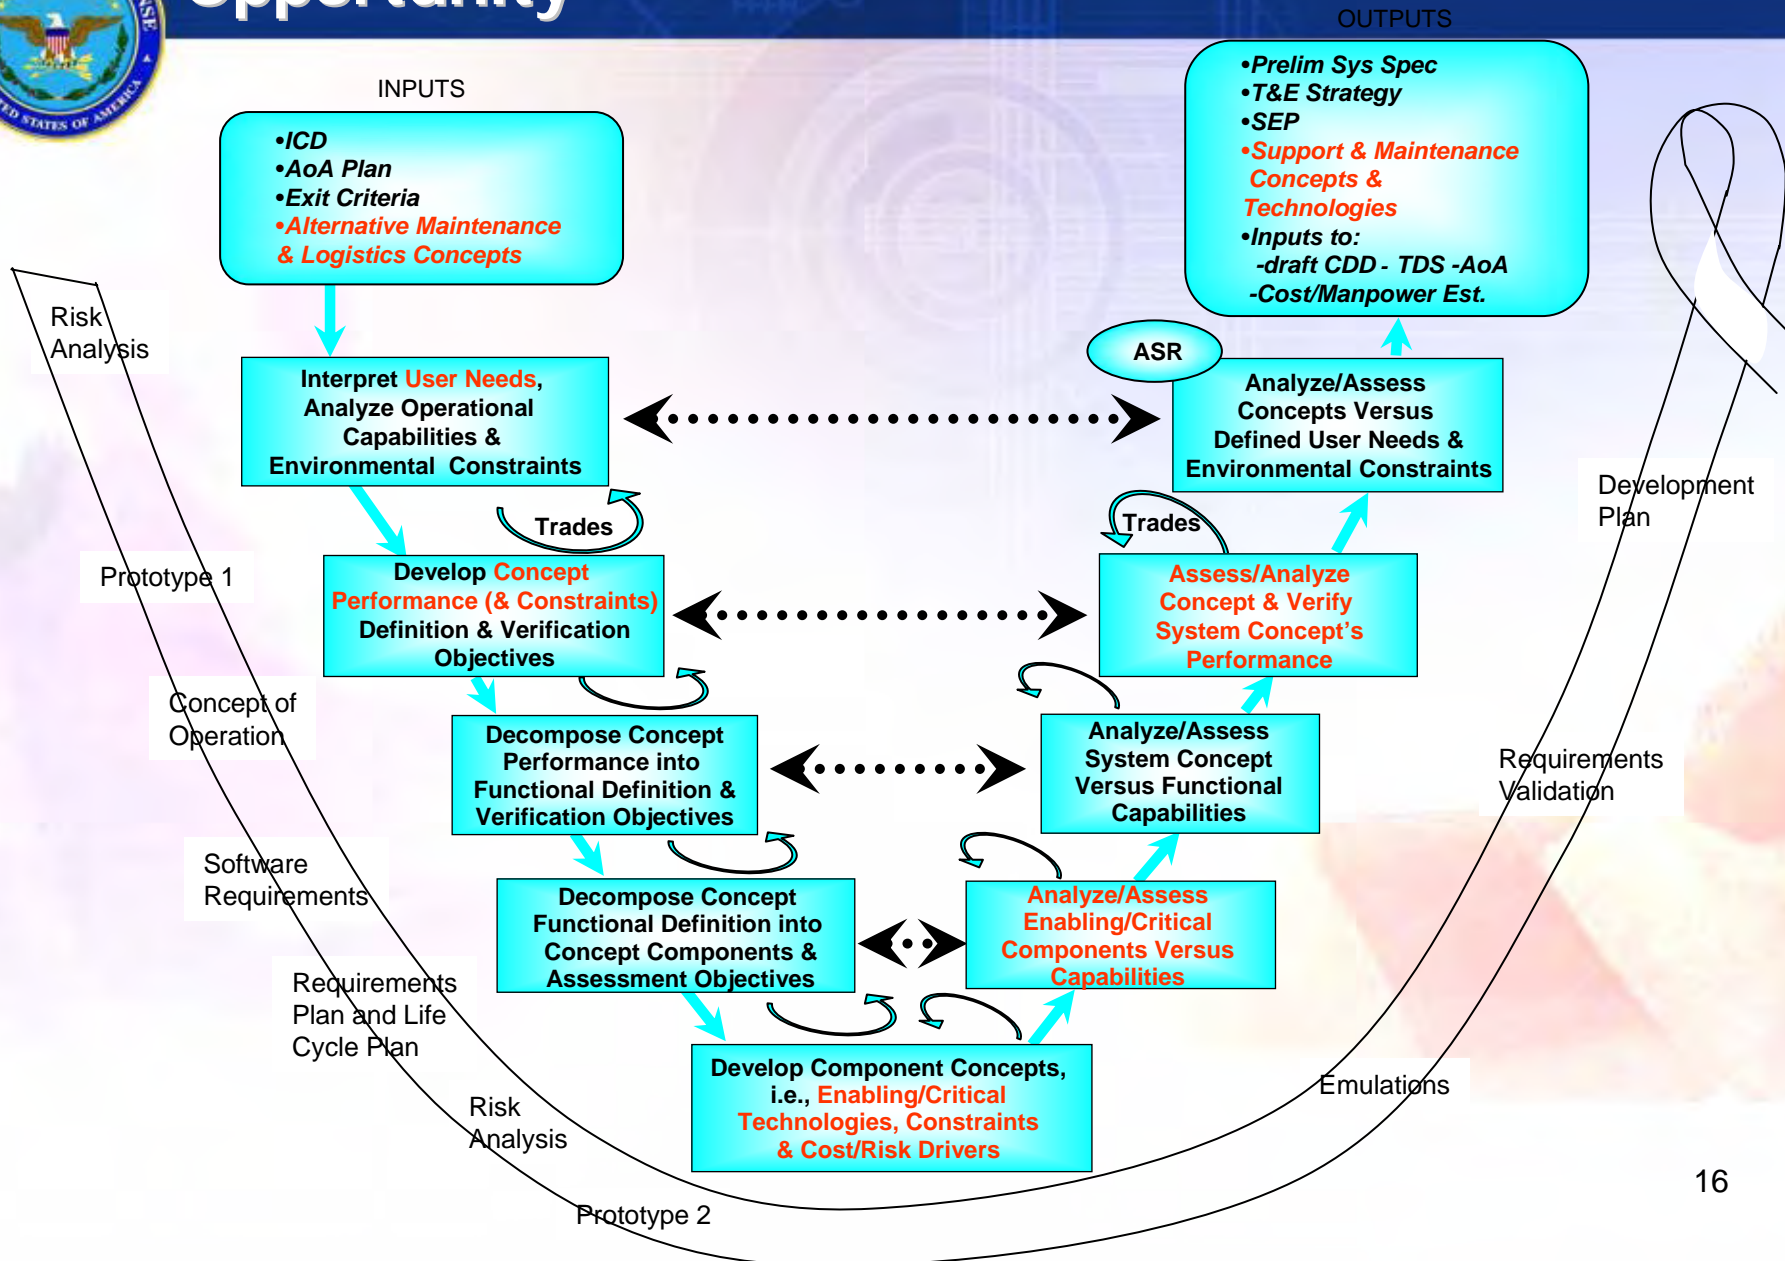 Opportunity
UNITED STATES OF AMERICA
INPUTS
•ICD
•AoA Plan
•Exit Criteria
•Alternative Maintenance
& Logistics Concepts
OUTPUTS
•Prelim Sys Spec
•T&E Strategy
•SEP
•Support & Maintenance
Concepts &
Technologies
•Inputs to:
-draft CDD - TDS -AoA
-Cost/Manpower Est.
Risk
Analysis
Interpret User Needs,
Analyze Operational
Capabilities &
Environmental Constraints
ASR
Analyze/Assess
Concepts Versus
Defined User Needs &
Environmental Constraints
Trades
Trades
Development
Plan
Prototype 1
Develop Concept
Performance (& Constraints)
Definition & Verification
Objectives
Assess/Analyze
Concept & Verify
System Concept’s
Performance
Concept of
Operation
Decompose Concept
Performance into
Functional Definition &
Verification Objectives
Analyze/Assess
System Concept
Versus Functional
Capabilities
Requirements
Validation
Software
Requirements
Decompose Concept
Functional Definition into
Concept Components &
Assessment Objectives
Analyze/Assess
Enabling/Critical
Components Versus
Capabilities
Requirements
Plan and Life
Cycle Plan
Develop Component Concepts,
i.e., Enabling/Critical
Technologies, Constraints
& Cost/Risk Drivers
Emulations
Risk
Analysis
Prototype 2
16